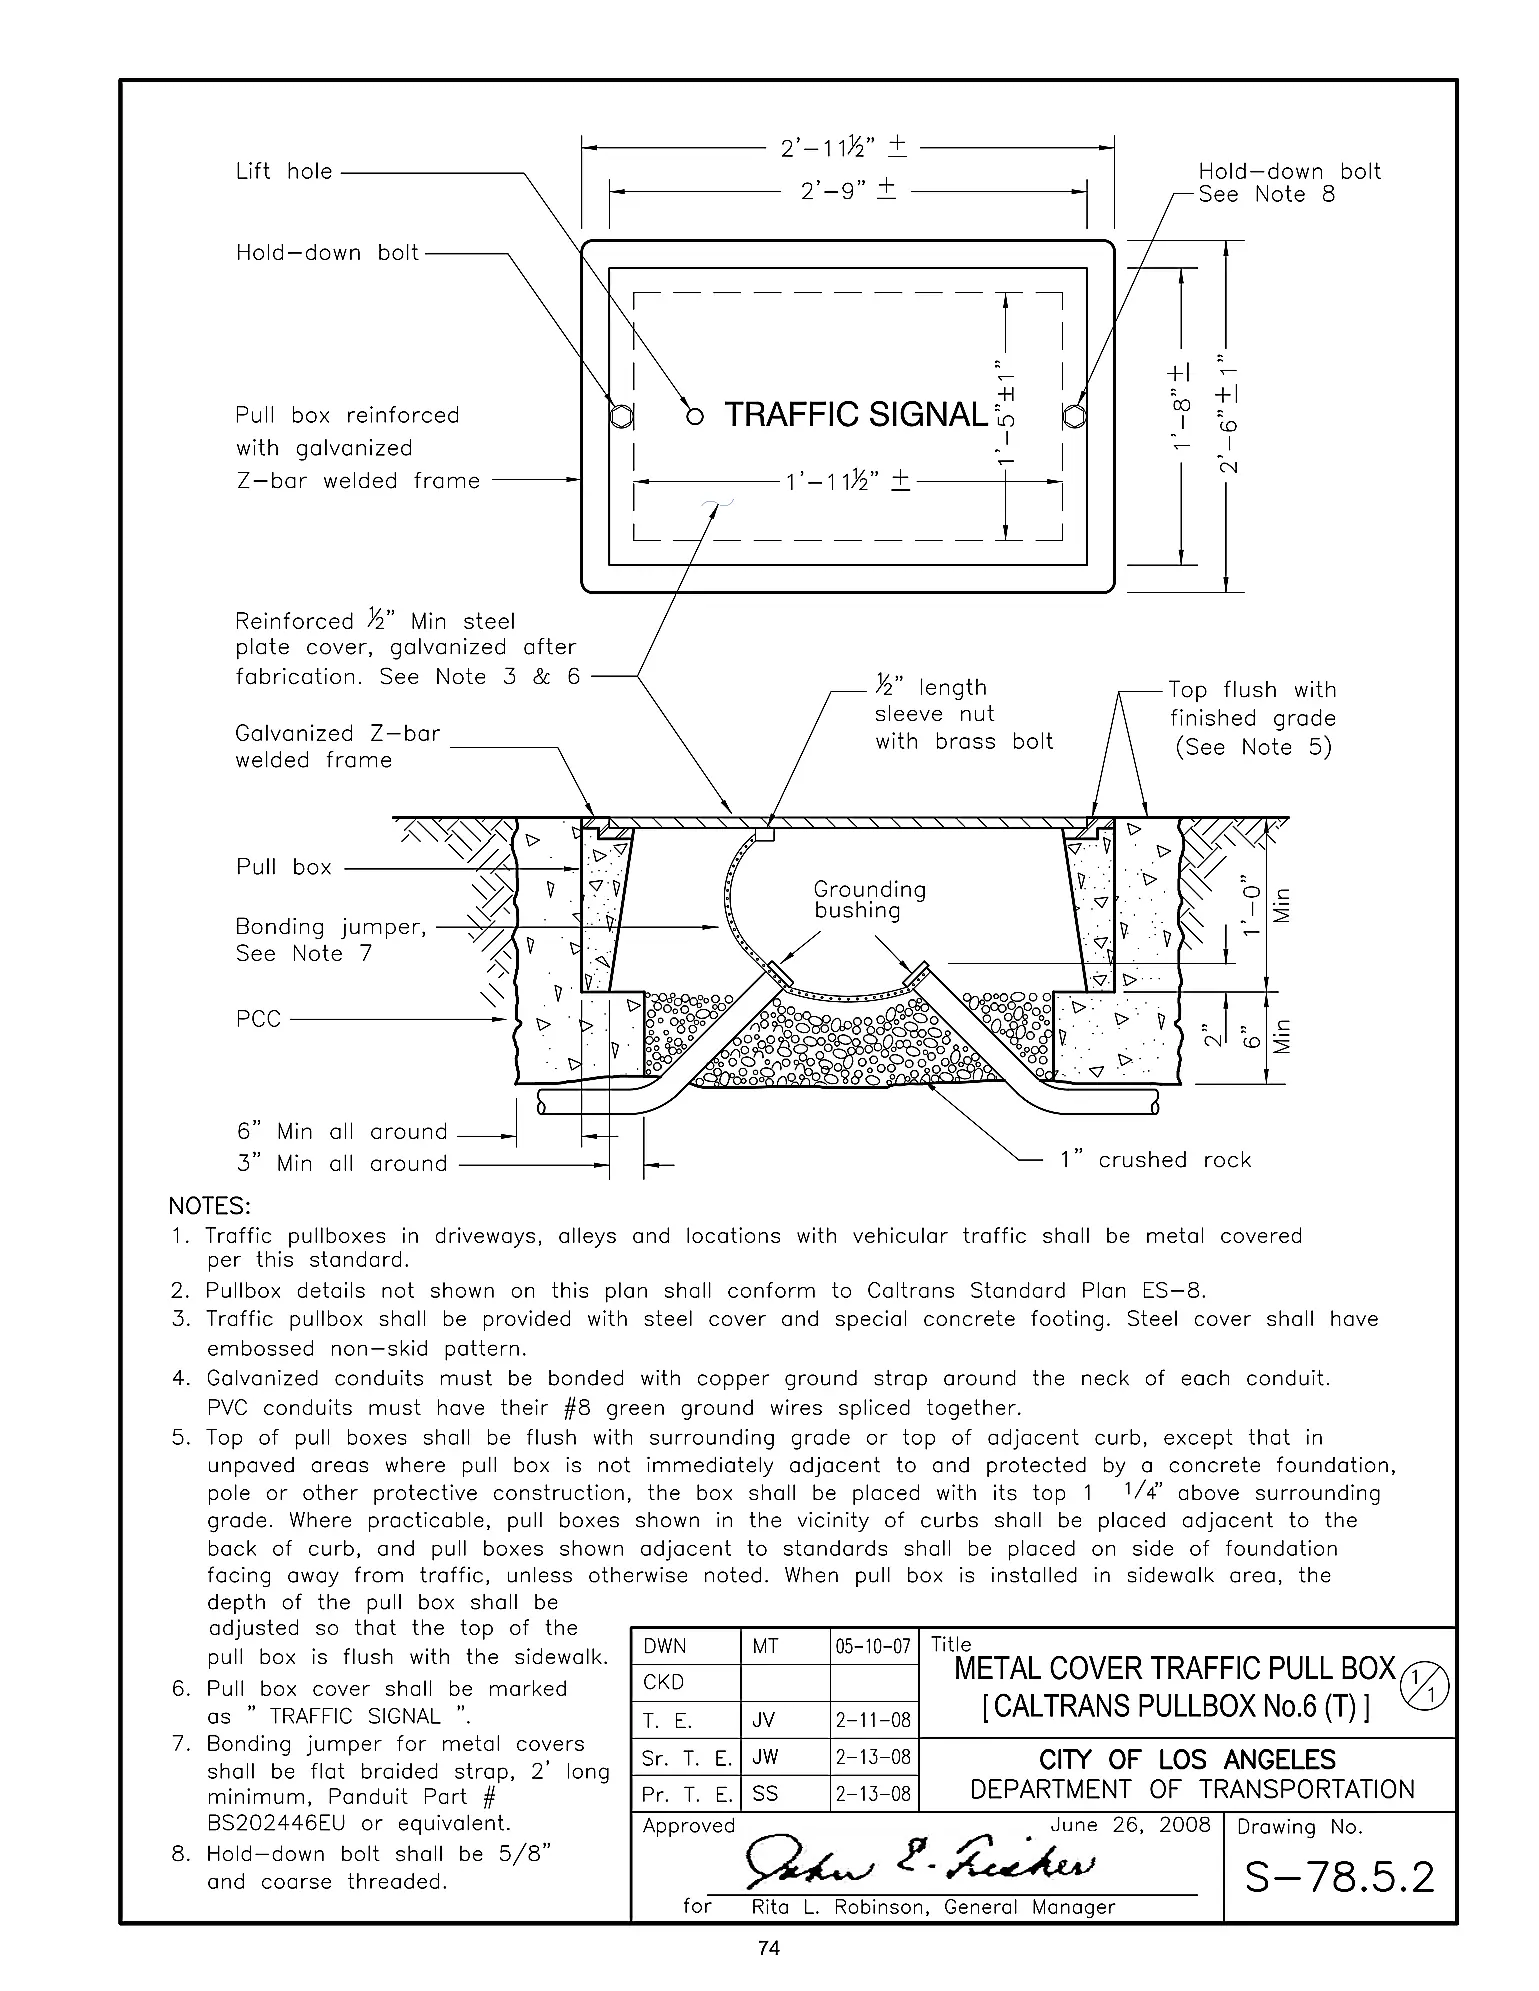 2'–11½" ±
Lift hole
2'–9" ±
Hold–down bolt
See Note 8
Hold–down bolt
1'–5"±1"
1'–8"±
2'–6"±1"
Pull box reinforced
with galvanized
Z–bar welded frame
TRAFFIC SIGNAL
1'–11½" ±
Reinforced ½" Min steel
plate cover, galvanized after
fabrication. See Note 3 & 6
½" length
sleeve nut
with brass bolt
Top flush with
finished grade
(See Note 5)
Galvanized Z–bar
welded frame
Pull box
Grounding
bushing
1'–0"
Min
Bonding jumper,
See Note 7
PCC
2"
6"
Min
6" Min all around
3" Min all around
1" crushed rock
NOTES:
1. Traffic pullboxes in driveways, alleys and locations with vehicular traffic shall be metal covered
per this standard.
2. Pullbox details not shown on this plan shall conform to Caltrans Standard Plan ES–8.
3. Traffic pullbox shall be provided with steel cover and special concrete footing. Steel cover shall have
embossed non–skid pattern.
4. Galvanized conduits must be bonded with copper ground strap around the neck of each conduit.
PVC conduits must have their #8 green ground wires spliced together.
5. Top of pull boxes shall be flush with surrounding grade or top of adjacent curb, except that in
unpaved areas where pull box is not immediately adjacent to and protected by a concrete foundation,
pole or other protective construction, the box shall be placed with its top 1 1/4" above surrounding
grade. Where practicable, pull boxes shown in the vicinity of curbs shall be placed adjacent to the
back of curb, and pull boxes shown adjacent to standards shall be placed on side of foundation
facing away from traffic, unless otherwise noted. When pull box is installed in sidewalk area, the
depth of the pull box shall be
adjusted so that the top of the
pull box is flush with the sidewalk.
6. Pull box cover shall be marked
as " TRAFFIC SIGNAL ".
7. Bonding jumper for metal covers
shall be flat braided strap, 2' long
minimum, Panduit Part #
BS202446EU or equivalent.
8. Hold–down bolt shall be 5/8"
and coarse threaded.
DWN MT 05–10–07
CKD
T. E. JV 2–11–08
Sr. T. E. JW 2–13–08
Pr. T. E. SS 2–13–08
Title
METAL COVER TRAFFIC PULL BOX
[ CALTRANS PULLBOX No.6 (T) ]
1/1
CITY OF LOS ANGELES
DEPARTMENT OF TRANSPORTATION
Approved June 26, 2008
John E. Fisher
for Rita L. Robinson, General Manager
Drawing No.
S–78.5.2
74